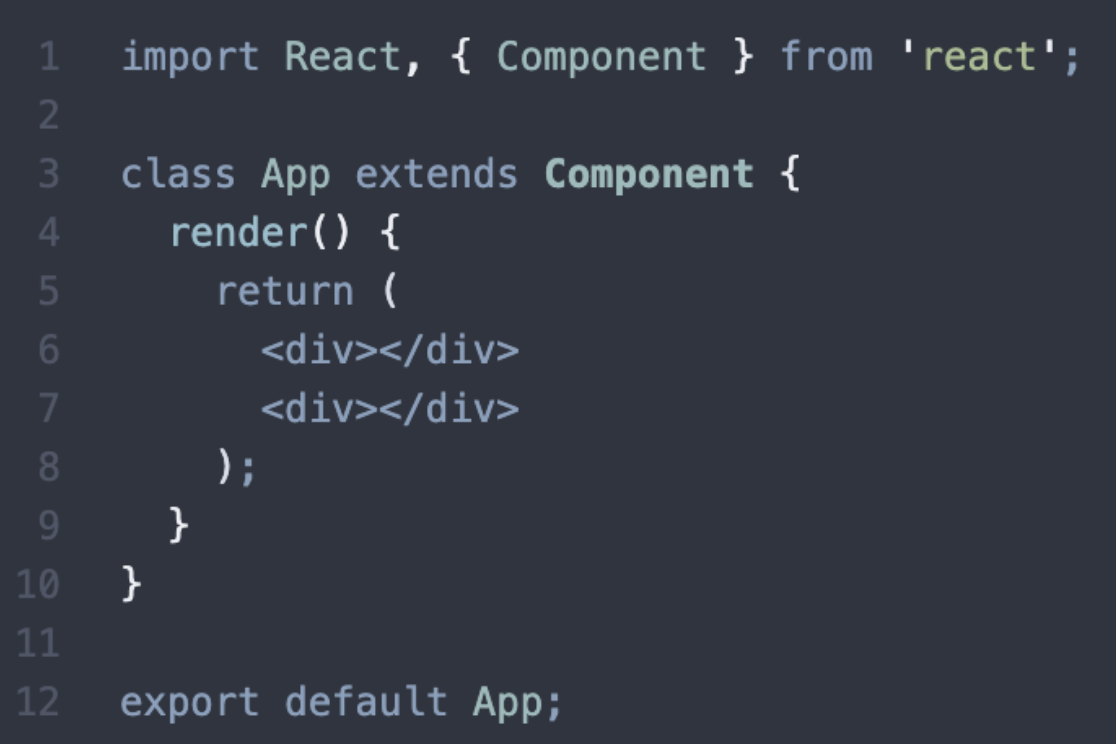 1 import React, { Component } from 'react';
2
3 class App extends Component {
4   render() {
5     return (
6       <div></div>
7       <div></div>
8     );
9   }
10 }
11
12 export default App;